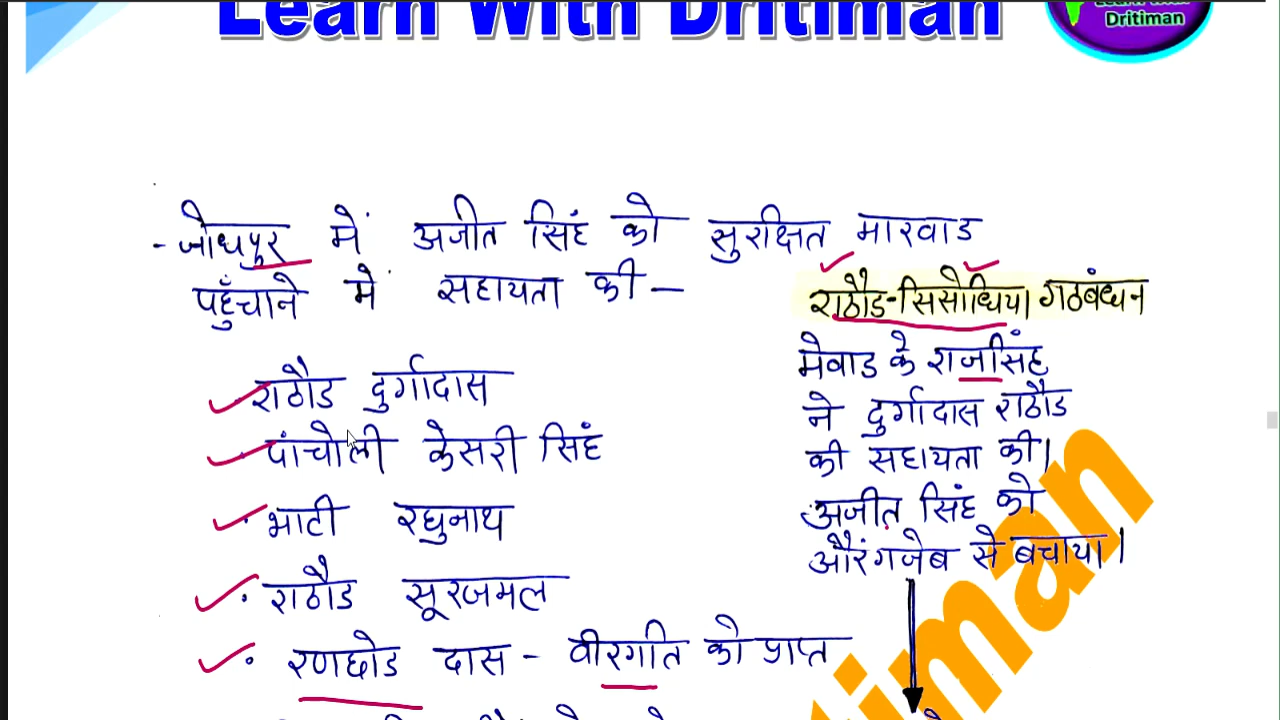 Learn With Dritiman
Dritiman
- जोधपुर में अजीत सिंह को सुरक्षित मारवाड
पहुँचाने में सहायता की –
राठौड दुर्गादास
पांचोली केसरी सिंह
भाटी रघुनाथ
राठौड सूरजमल
रणछोड दास - वीरगति को प्राप्त
राठौड-सिसोधिया गठबंधन
मेवाड के राजसिंह
ने दुर्गादास राठौड
की सहायता की।
अजीत सिंह को
औरंगजेब से बचाया।